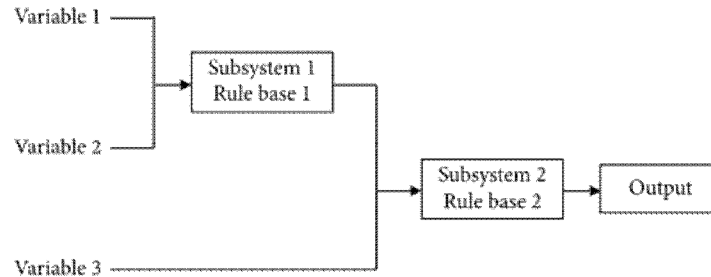 Variable 1
Subsystem 1
Rule base 1
Variable 2
Subsystem 2
Rule base 2
Output
Variable 3